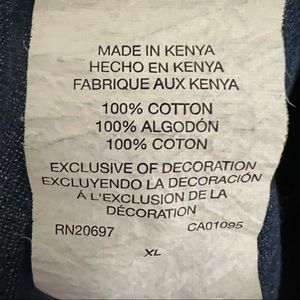 MADE IN KENYA
HECHO EN KENYA
FABRIQUE AUX KENYA
100% COTTON
100% ALGODÓN
100% COTON
EXCLUSIVE OF DECORATION
EXCLUYENDO LA DECORACIÓN
Á L'EXCLUSION DE LA
DÉCORATION
RN20697 CA01095
XL